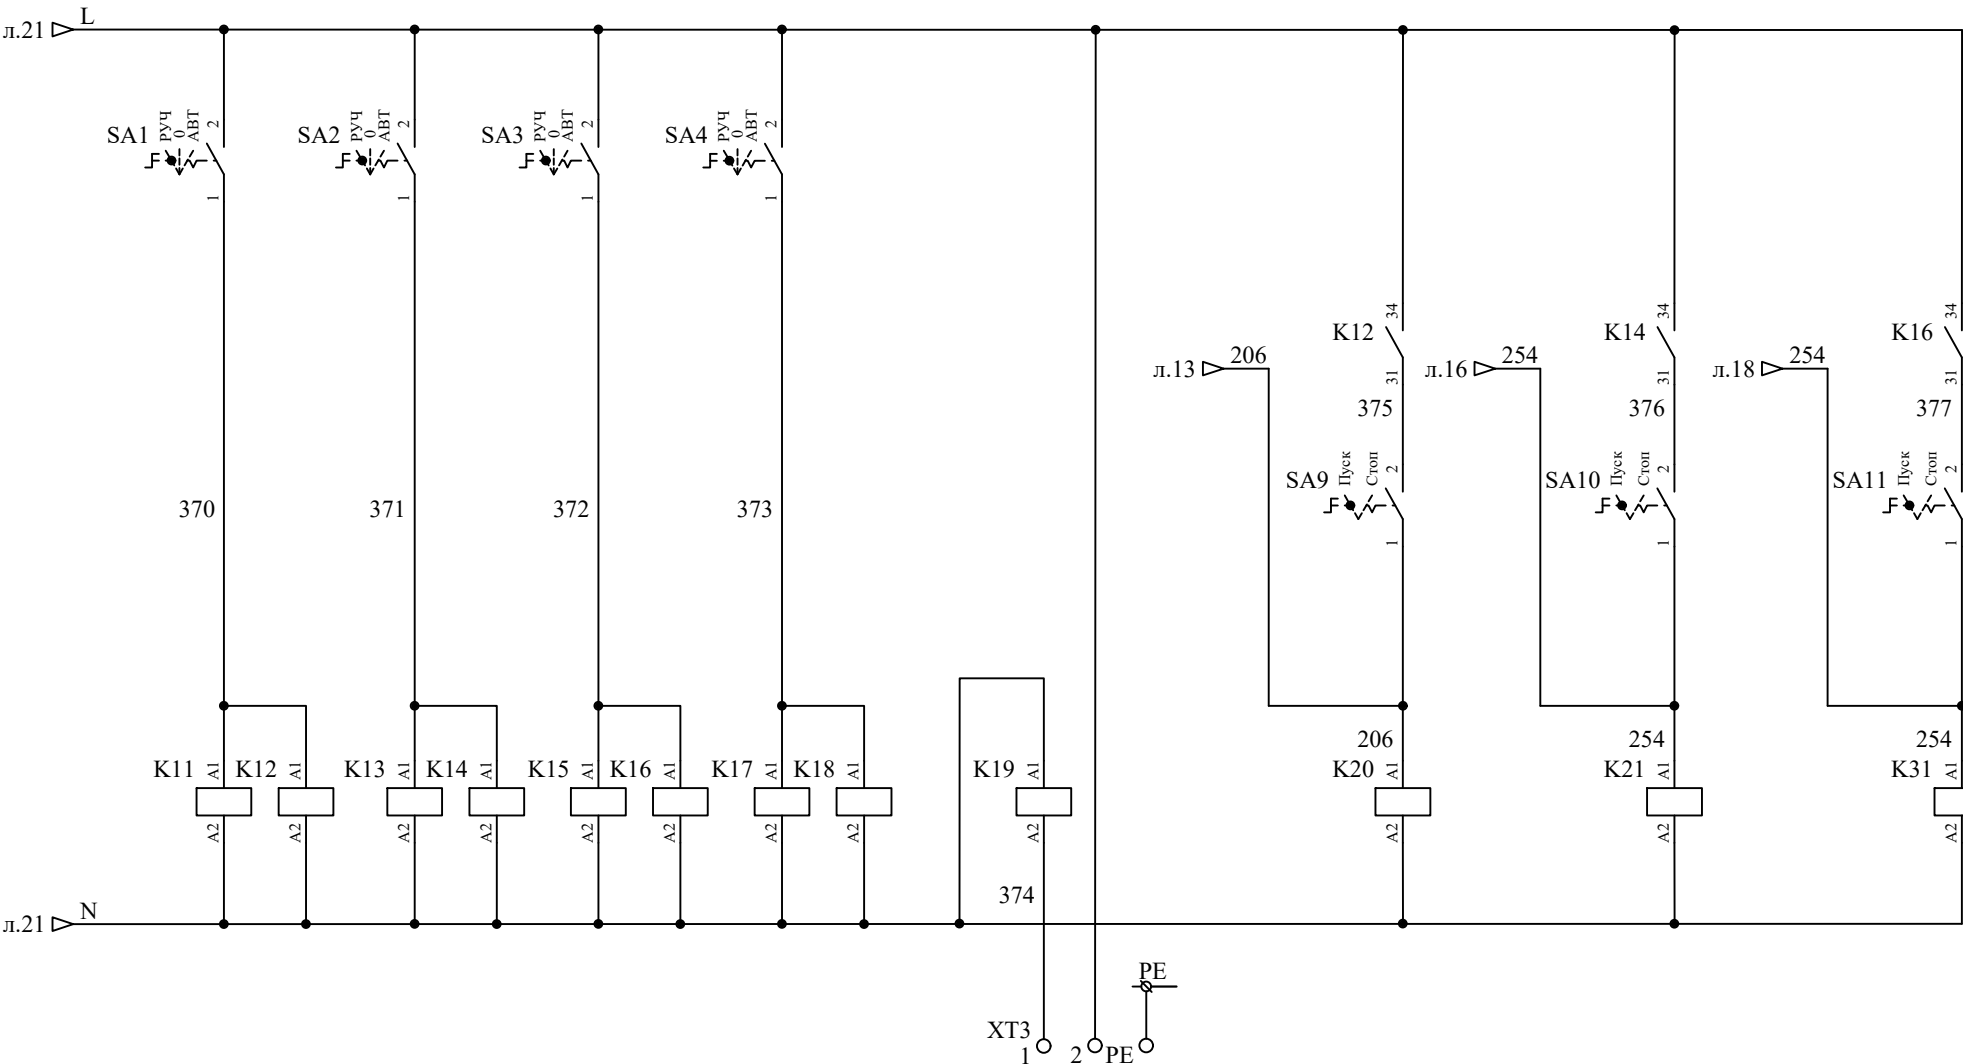 л.21 L
SA1 РУЧ 0 АВТ 2
1
SA2 РУЧ 0 АВТ 2
1
SA3 РУЧ 0 АВТ 2
1
SA4 РУЧ 0 АВТ 2
1
K12 34
31
K14 34
31
K16 34
31
л.13 206
л.16 254
л.18 254
375
376
377
SA9 Пуск Стоп 2
1
SA10 Пуск Стоп 2
1
SA11 Пуск Стоп 2
1
370
371
372
373
206
254
254
K11 A1
A2
K12 A1
A2
K13 A1
A2
K14 A1
A2
K15 A1
A2
K16 A1
A2
K17 A1
A2
K18 A1
A2
K19 A1
A2
K20 A1
A2
K21 A1
A2
K31 A1
A2
374
л.21 N
PE
XT3
1
2
PE